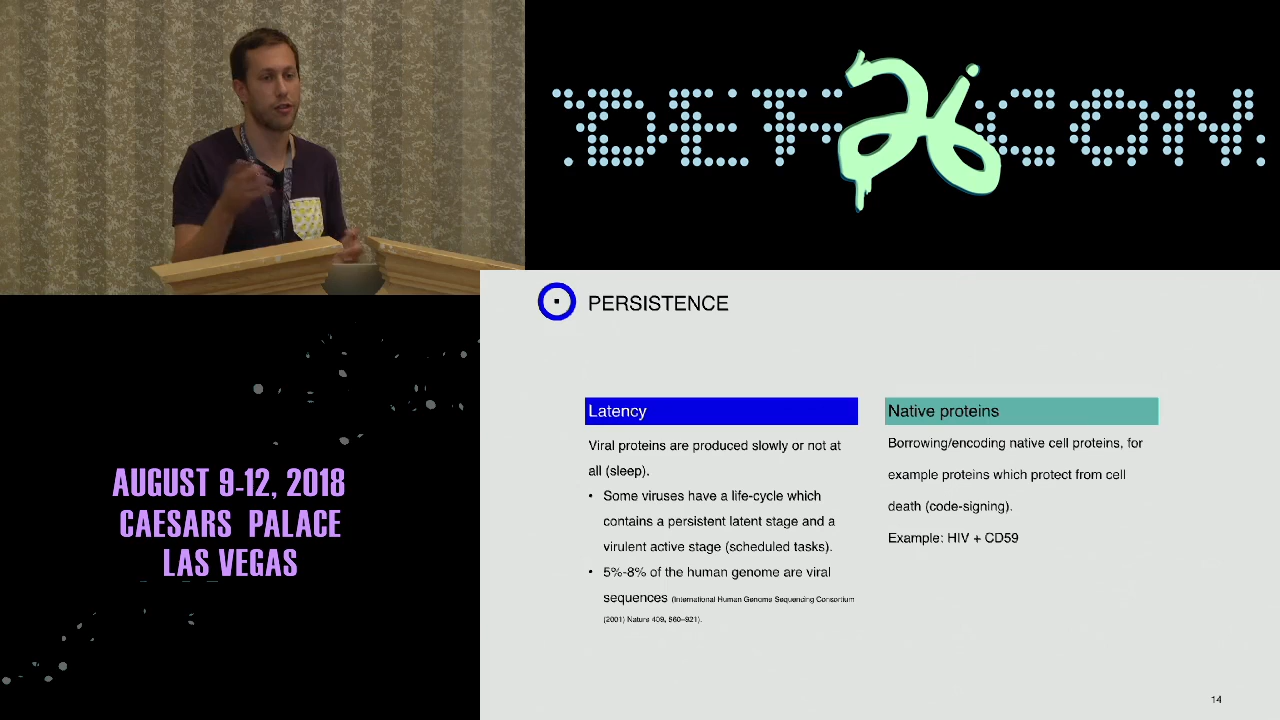 DEF 26 CON
AUGUST 9-12, 2018
CAESARS PALACE
LAS VEGAS
PERSISTENCE
Latency
Viral proteins are produced slowly or not at
all (sleep).
• Some viruses have a life-cycle which
contains a persistent latent stage and a
virulent active stage (scheduled tasks).
• 5%-8% of the human genome are viral
sequences (International Human Genome Sequencing Consortium
(2001) Nature 409, 860–921).
Native proteins
Borrowing/encoding native cell proteins, for
example proteins which protect from cell
death (code-signing).
Example: HIV + CD59
14